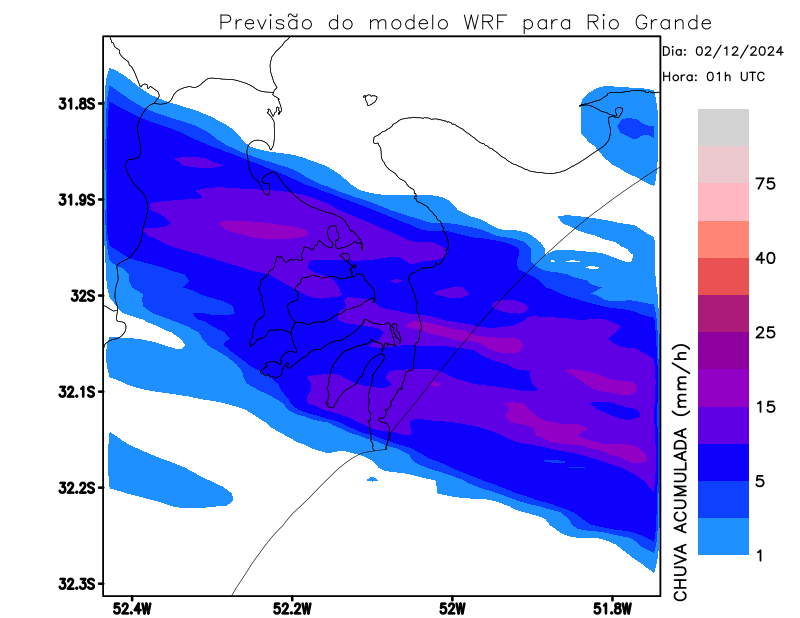 Previsão do modelo WRF para Rio Grande
Dia: 02/12/2024
Hora: 01h UTC
31.8S
31.9S
32S
32.1S
32.2S
32.3S
52.4W
52.2W
52W
51.8W
75
40
25
15
5
1
CHUVA ACUMULADA (mm/h)